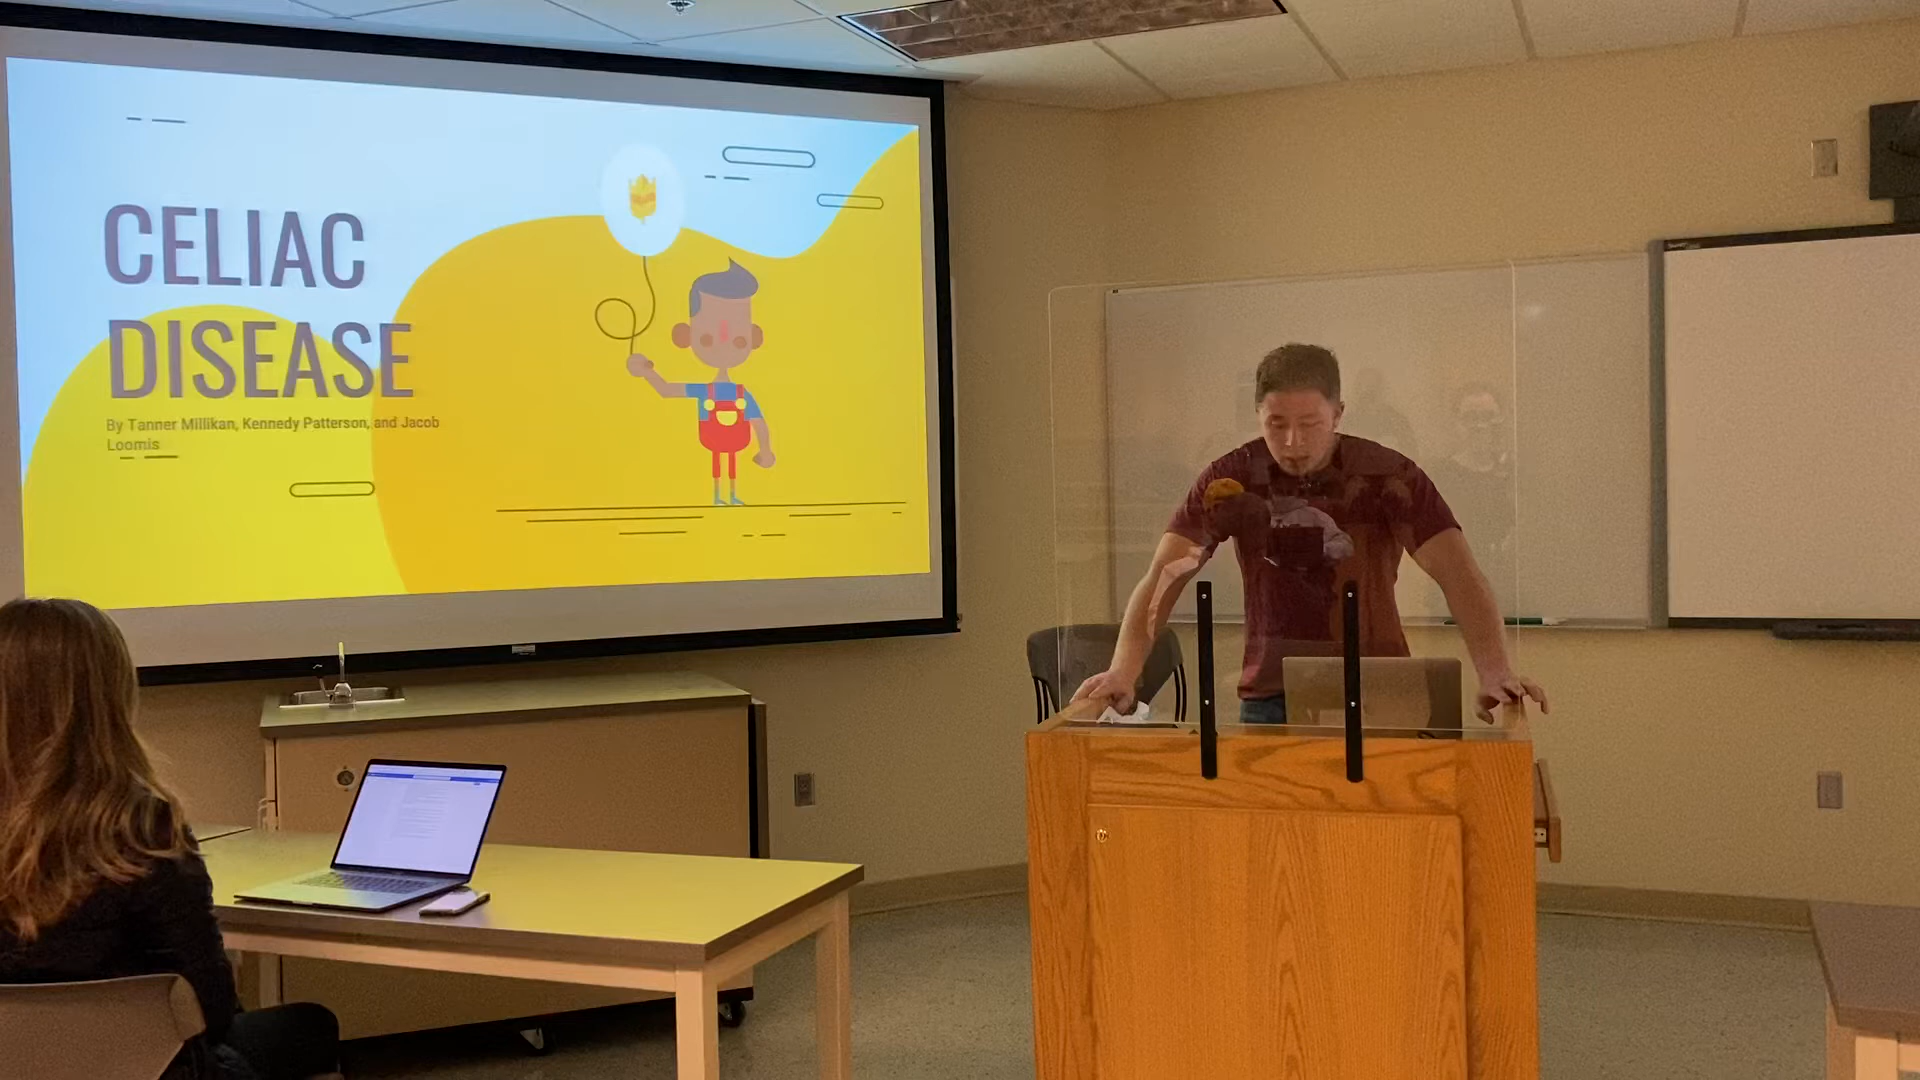 CELIAC
DISEASE
By Tanner Millikan, Kennedy Patterson, and Jacob
Loomis